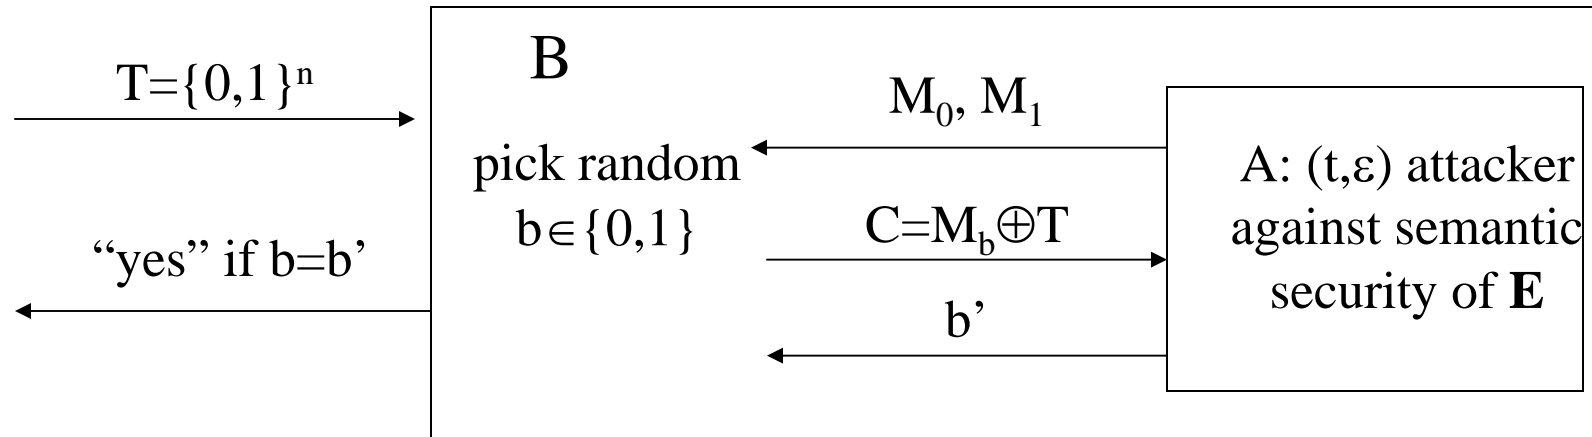 T={0,1}ⁿ
B
M₀, M₁
pick random
b∈{0,1}
C=M_b⊕T
A: (t,ε) attacker
against semantic
security of E
“yes” if b=b’
b’